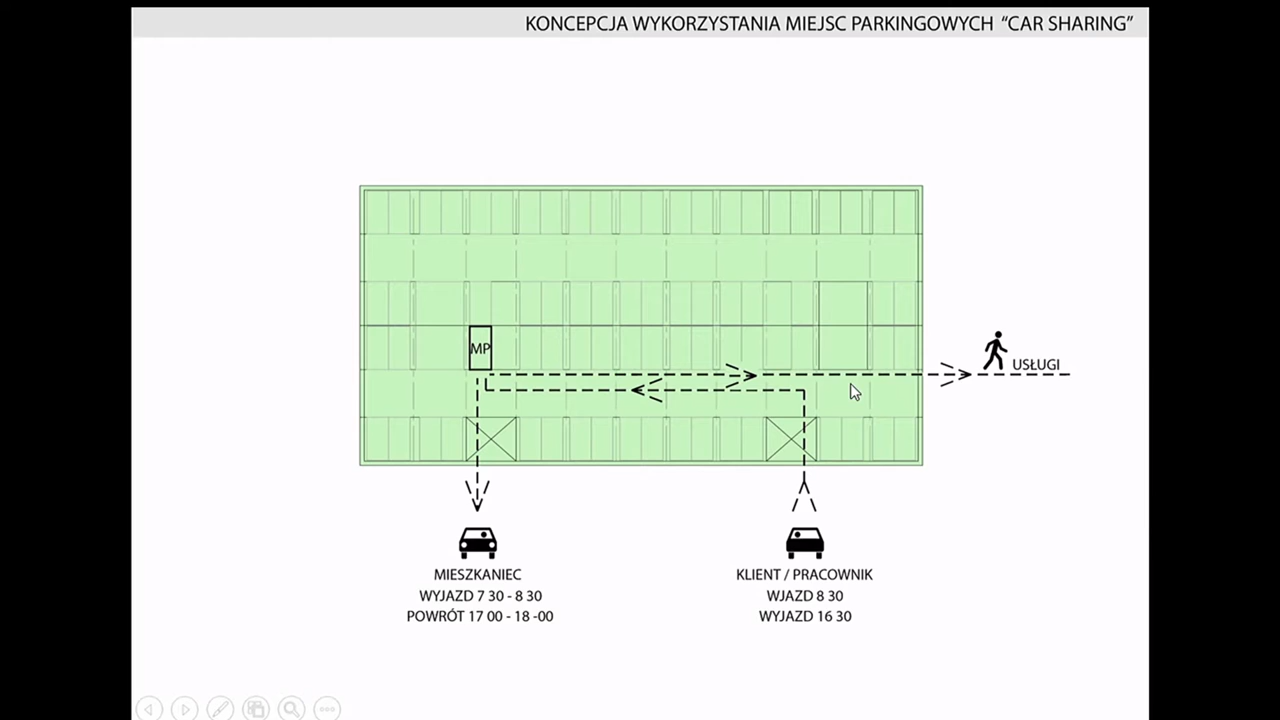 KONCEPCJA WYKORZYSTANIA MIEJSC PARKINGOWYCH “CAR SHARING”
MP
USŁUGI
MIESZKANIEC
WYJAZD 7 30 - 8 30
POWRÓT 17 00 - 18 -00
KLIENT / PRACOWNIK
WJAZD 8 30
WYJAZD 16 30